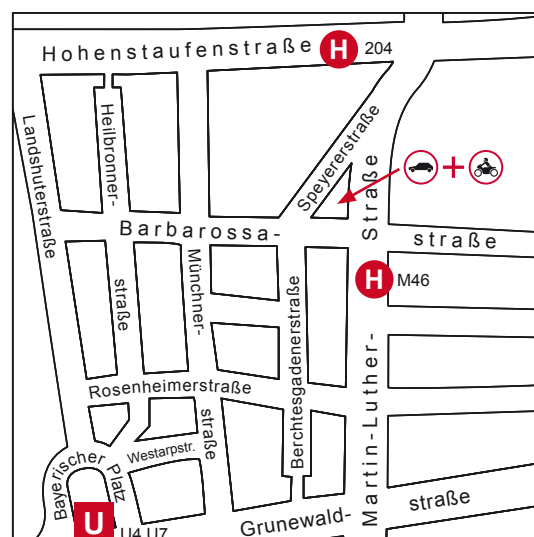 Hohenstaufenstraße H 204
Landshuterstraße
Heilbronner-
straße
Speyererstraße
Barbarossa-
straße
Münchner-
straße
H M46
Berchtesgadenerstraße
Martin-Luther-
Straße
Rosenheimerstraße
Westarpstr.
Bayerischer
Platz
U U4 U7
Grunewald-
straße